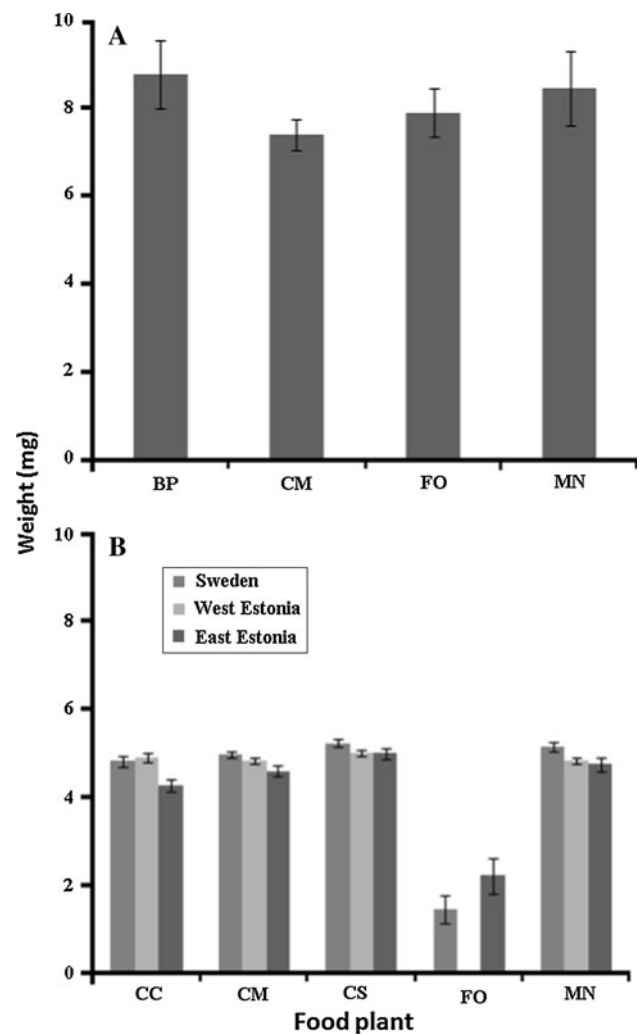 A
10
8
6
4
2
0
BP CM FO MN
Weight (mg)
B
10
8
6
4
2
0
Sweden
West Estonia
East Estonia
CC CM CS FO MN
Food plant